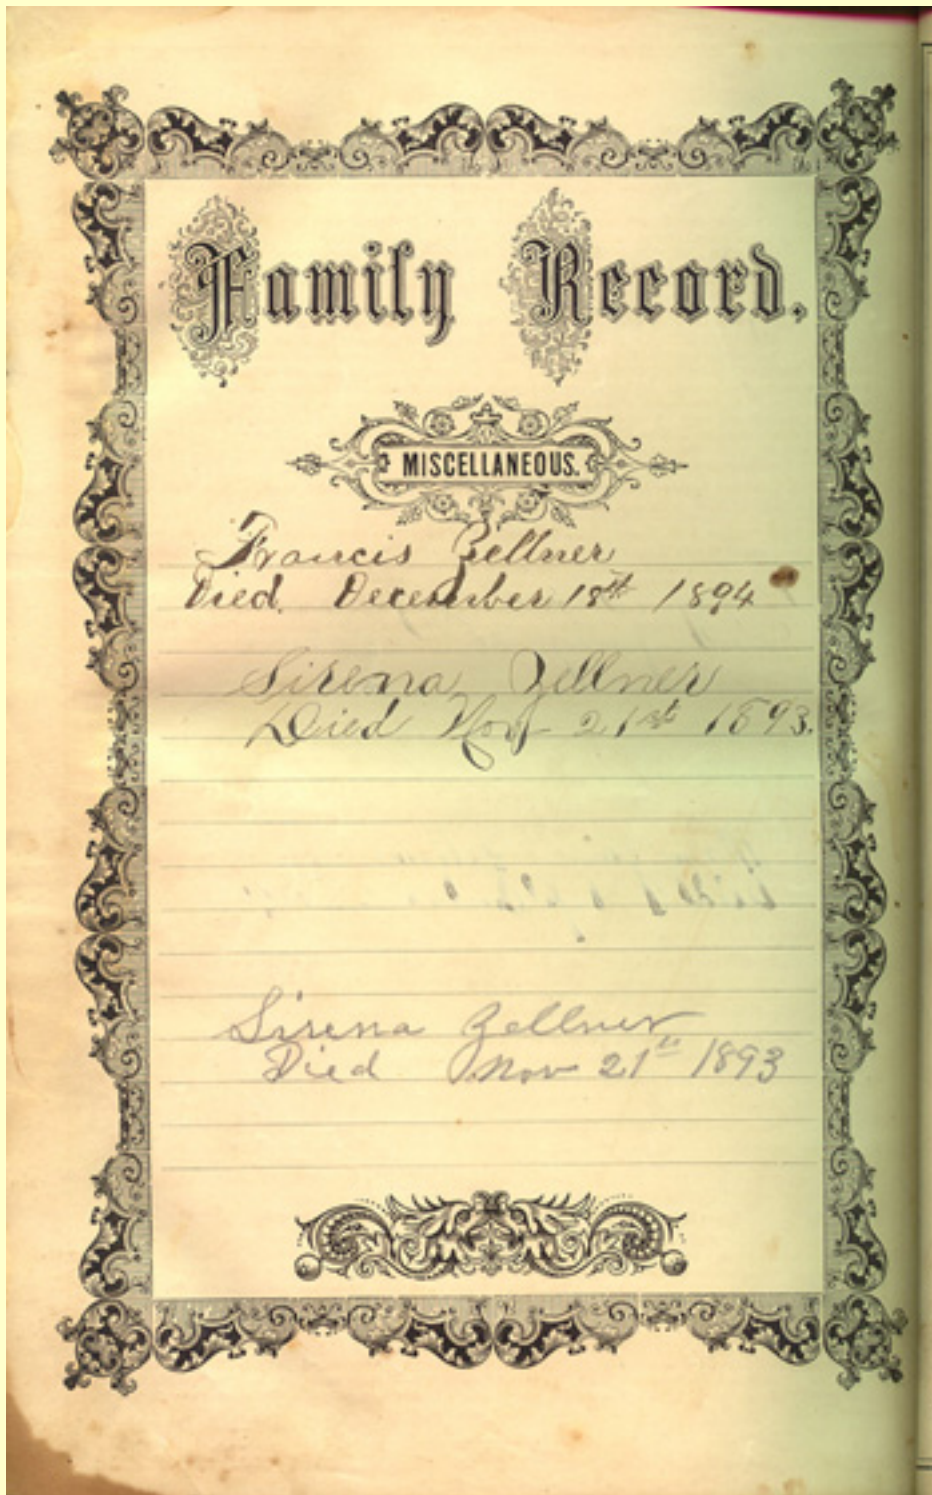 Family Record.
MISCELLANEOUS.
Francis Zellner
Died. December 18th 1894
Sirena Zellner
Died Nov 21st 1893.
Sirena Zellner
Died Nov 21st 1893